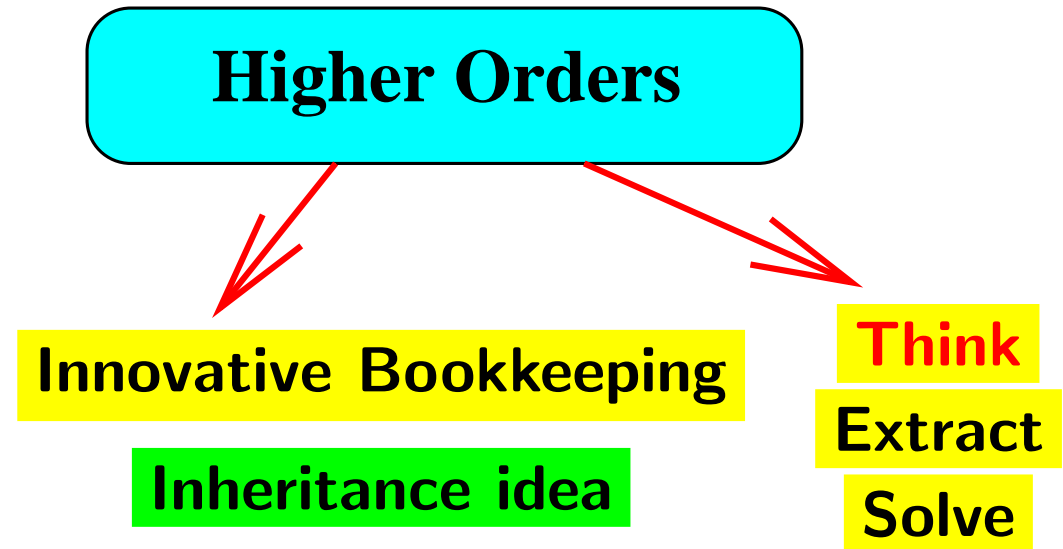 Higher Orders
Innovative Bookkeeping
Inheritance idea
Think
Extract
Solve